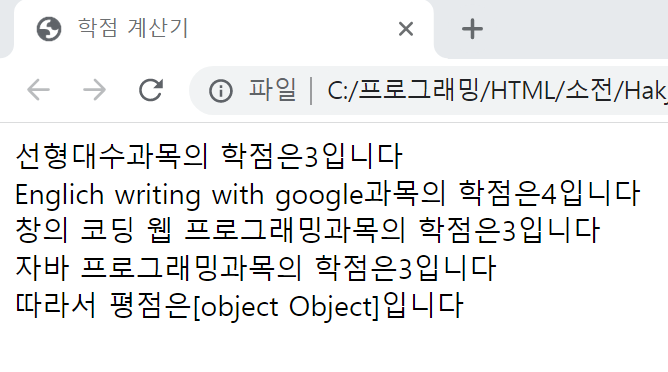 학점 계산기
파일 | C:/프로그래밍/HTML/소전/Hak
선형대수과목의 학점은3입니다
Englich writing with google과목의 학점은4입니다
창의 코딩 웹 프로그래밍과목의 학점은3입니다
자바 프로그래밍과목의 학점은3입니다
따라서 평점은[object Object]입니다